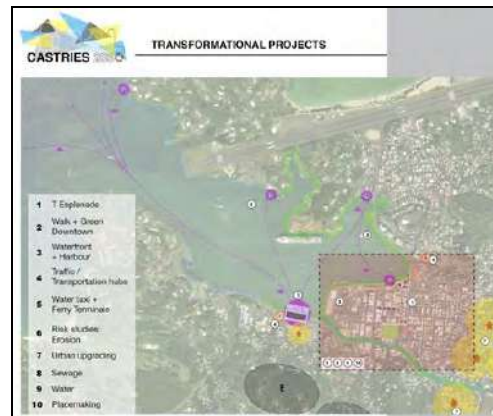 TRANSFORMATIONAL PROJECTS
CASTRIES
1 T Esplanade
2 Walk + Green
Downtown
3 Waterfront
+ Harbour
4 Traffic /
Transportation hubs
5 Water taxi +
Ferry Terminals
6 Risk studies
Erosion
7 Urban upgrading
8 Sewage
9 Water
10 Placemaking